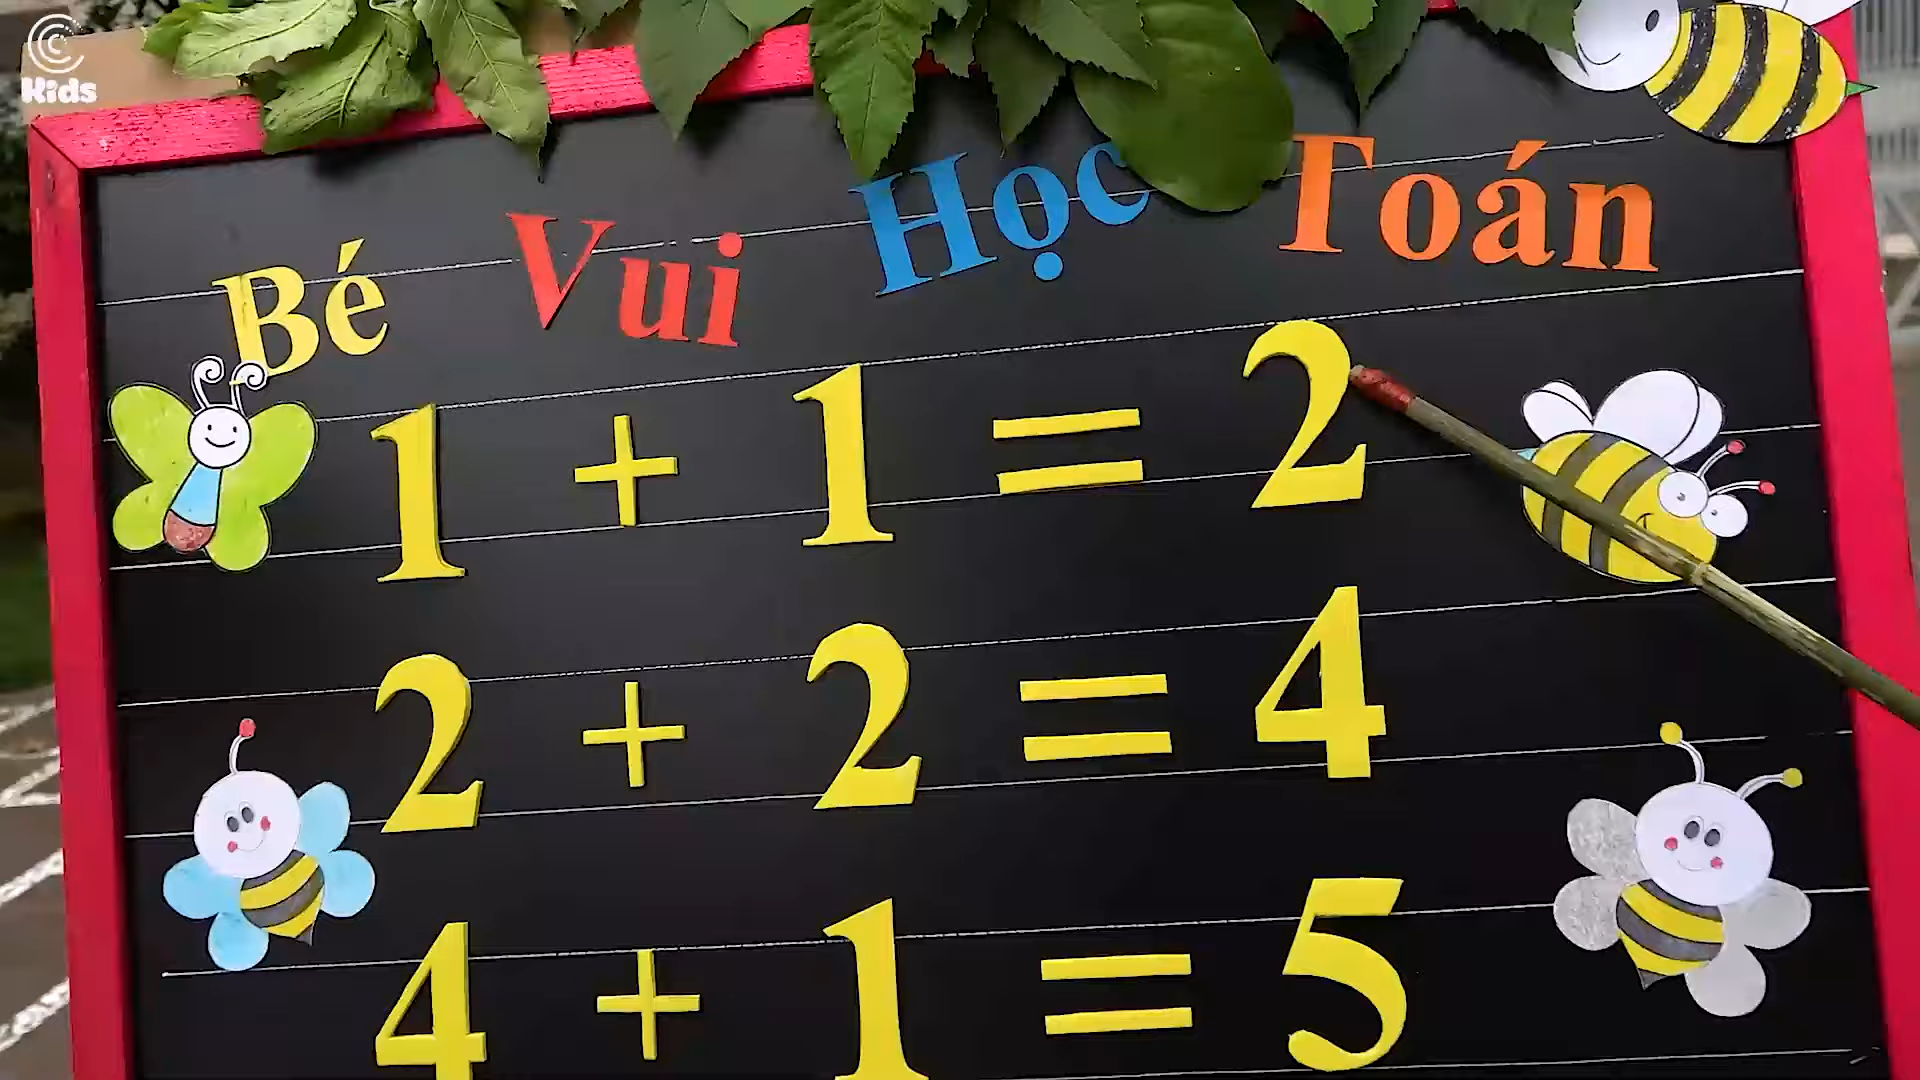 C
Kids
Bé Vui Học Toán
1 + 1 = 2
2 + 2 = 4
4 + 1 = 5